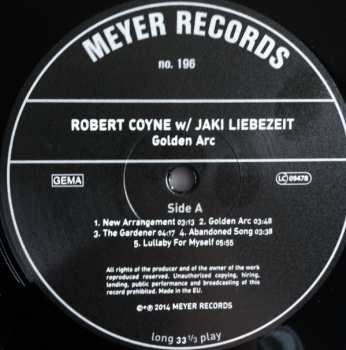 MEYER RECORDS
no. 196
ROBERT COYNE w/ JAKI LIEBEZEIT
Golden Arc
GEMA
LC 09478
Side A
1. New Arrangement 03:13 2. Golden Arc 03:48
3. The Gardener 04:17 4. Abandoned Song 03:38
5. Lullaby For Myself 05:55
All rights of the producer and of the owner of the work
reproduced reserved. Unauthorized copying, hiring,
lending, public performance and broadcasting of this
record prohibited. Made in the EU.
©+℗ 2014 MEYER RECORDS
long 33 1/3 play